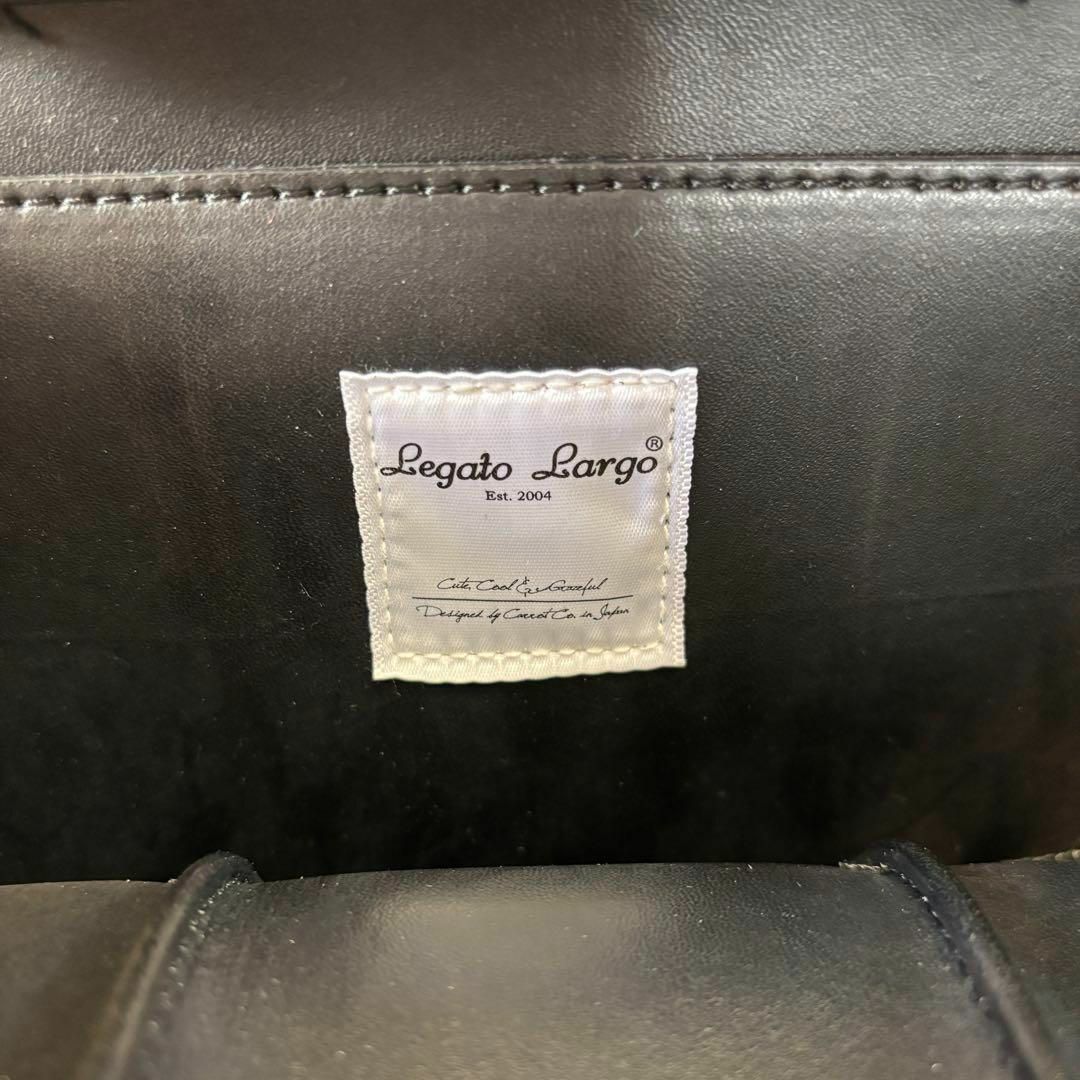 Legato Largo®
Est. 2004
Cute, Cool & Graceful
Designed by Carrot Co. in Japan